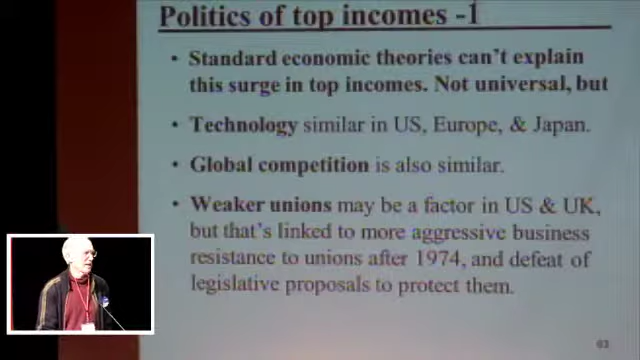 Politics of top incomes -1
• Standard economic theories can't explain
this surge in top incomes. Not universal, but
• Technology similar in US, Europe, & Japan.
• Global competition is also similar.
• Weaker unions may be a factor in US & UK,
but that's linked to more aggressive business
resistance to unions after 1974, and defeat of
legislative proposals to protect them.
63